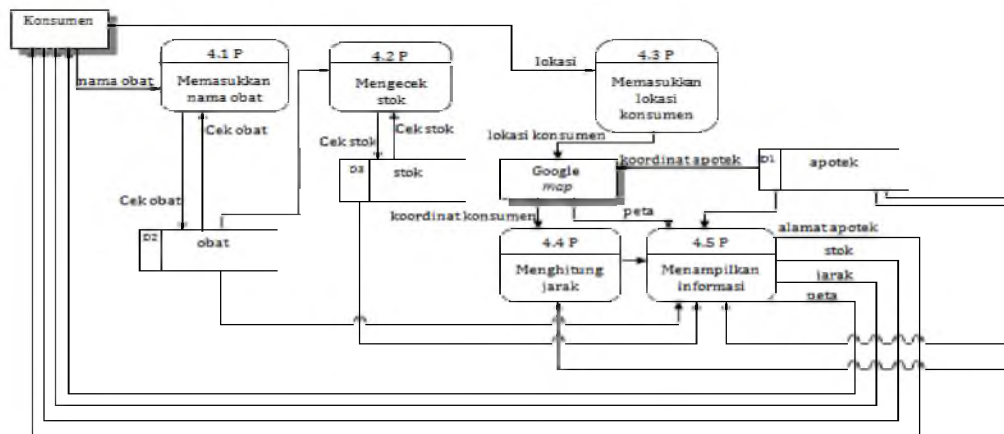 Konsumen
4.1 P
Memasukkan
nama obat
4.2 P
Mengecek
stok
4.3 P
Memasukkan
lokasi
konsumen
nama obat
lokasi
Cek obat
Cek stok
Cek stok
lokasi konsumen
D3
stok
Google
map
koordinat apotek
D1
apotek
Cek obat
koordinat konsumen
peta
alamat apotek
D2
obat
4.4 P
Menghitung
jarak
4.5 P
Menampilkan
informasi
stok
jarak
peta